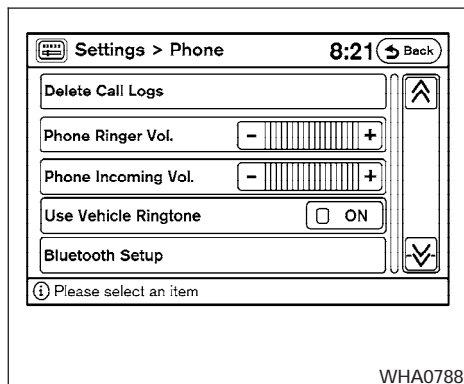 Settings > Phone 8:21 Back
Delete Call Logs
Phone Ringer Vol. - +
Phone Incoming Vol. - +
Use Vehicle Ringtone ON
Bluetooth Setup
i Please select an item
WHA0788